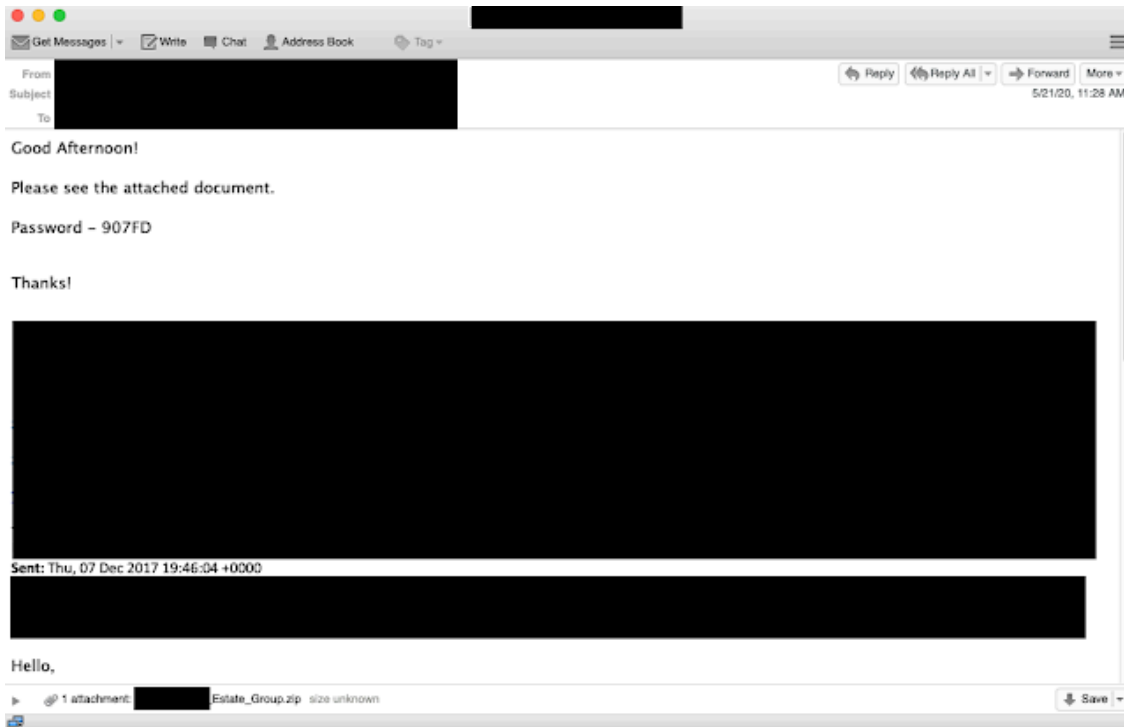 Get Messages Write Chat Address Book Tag
From Reply Reply All Forward More
Subject 5/21/20, 11:28 AM
To
Good Afternoon!
Please see the attached document.
Password – 907FD
Thanks!
Sent: Thu, 07 Dec 2017 19:46:04 +0000
Hello,
1 attachment: _Estate_Group.zip size unknown Save